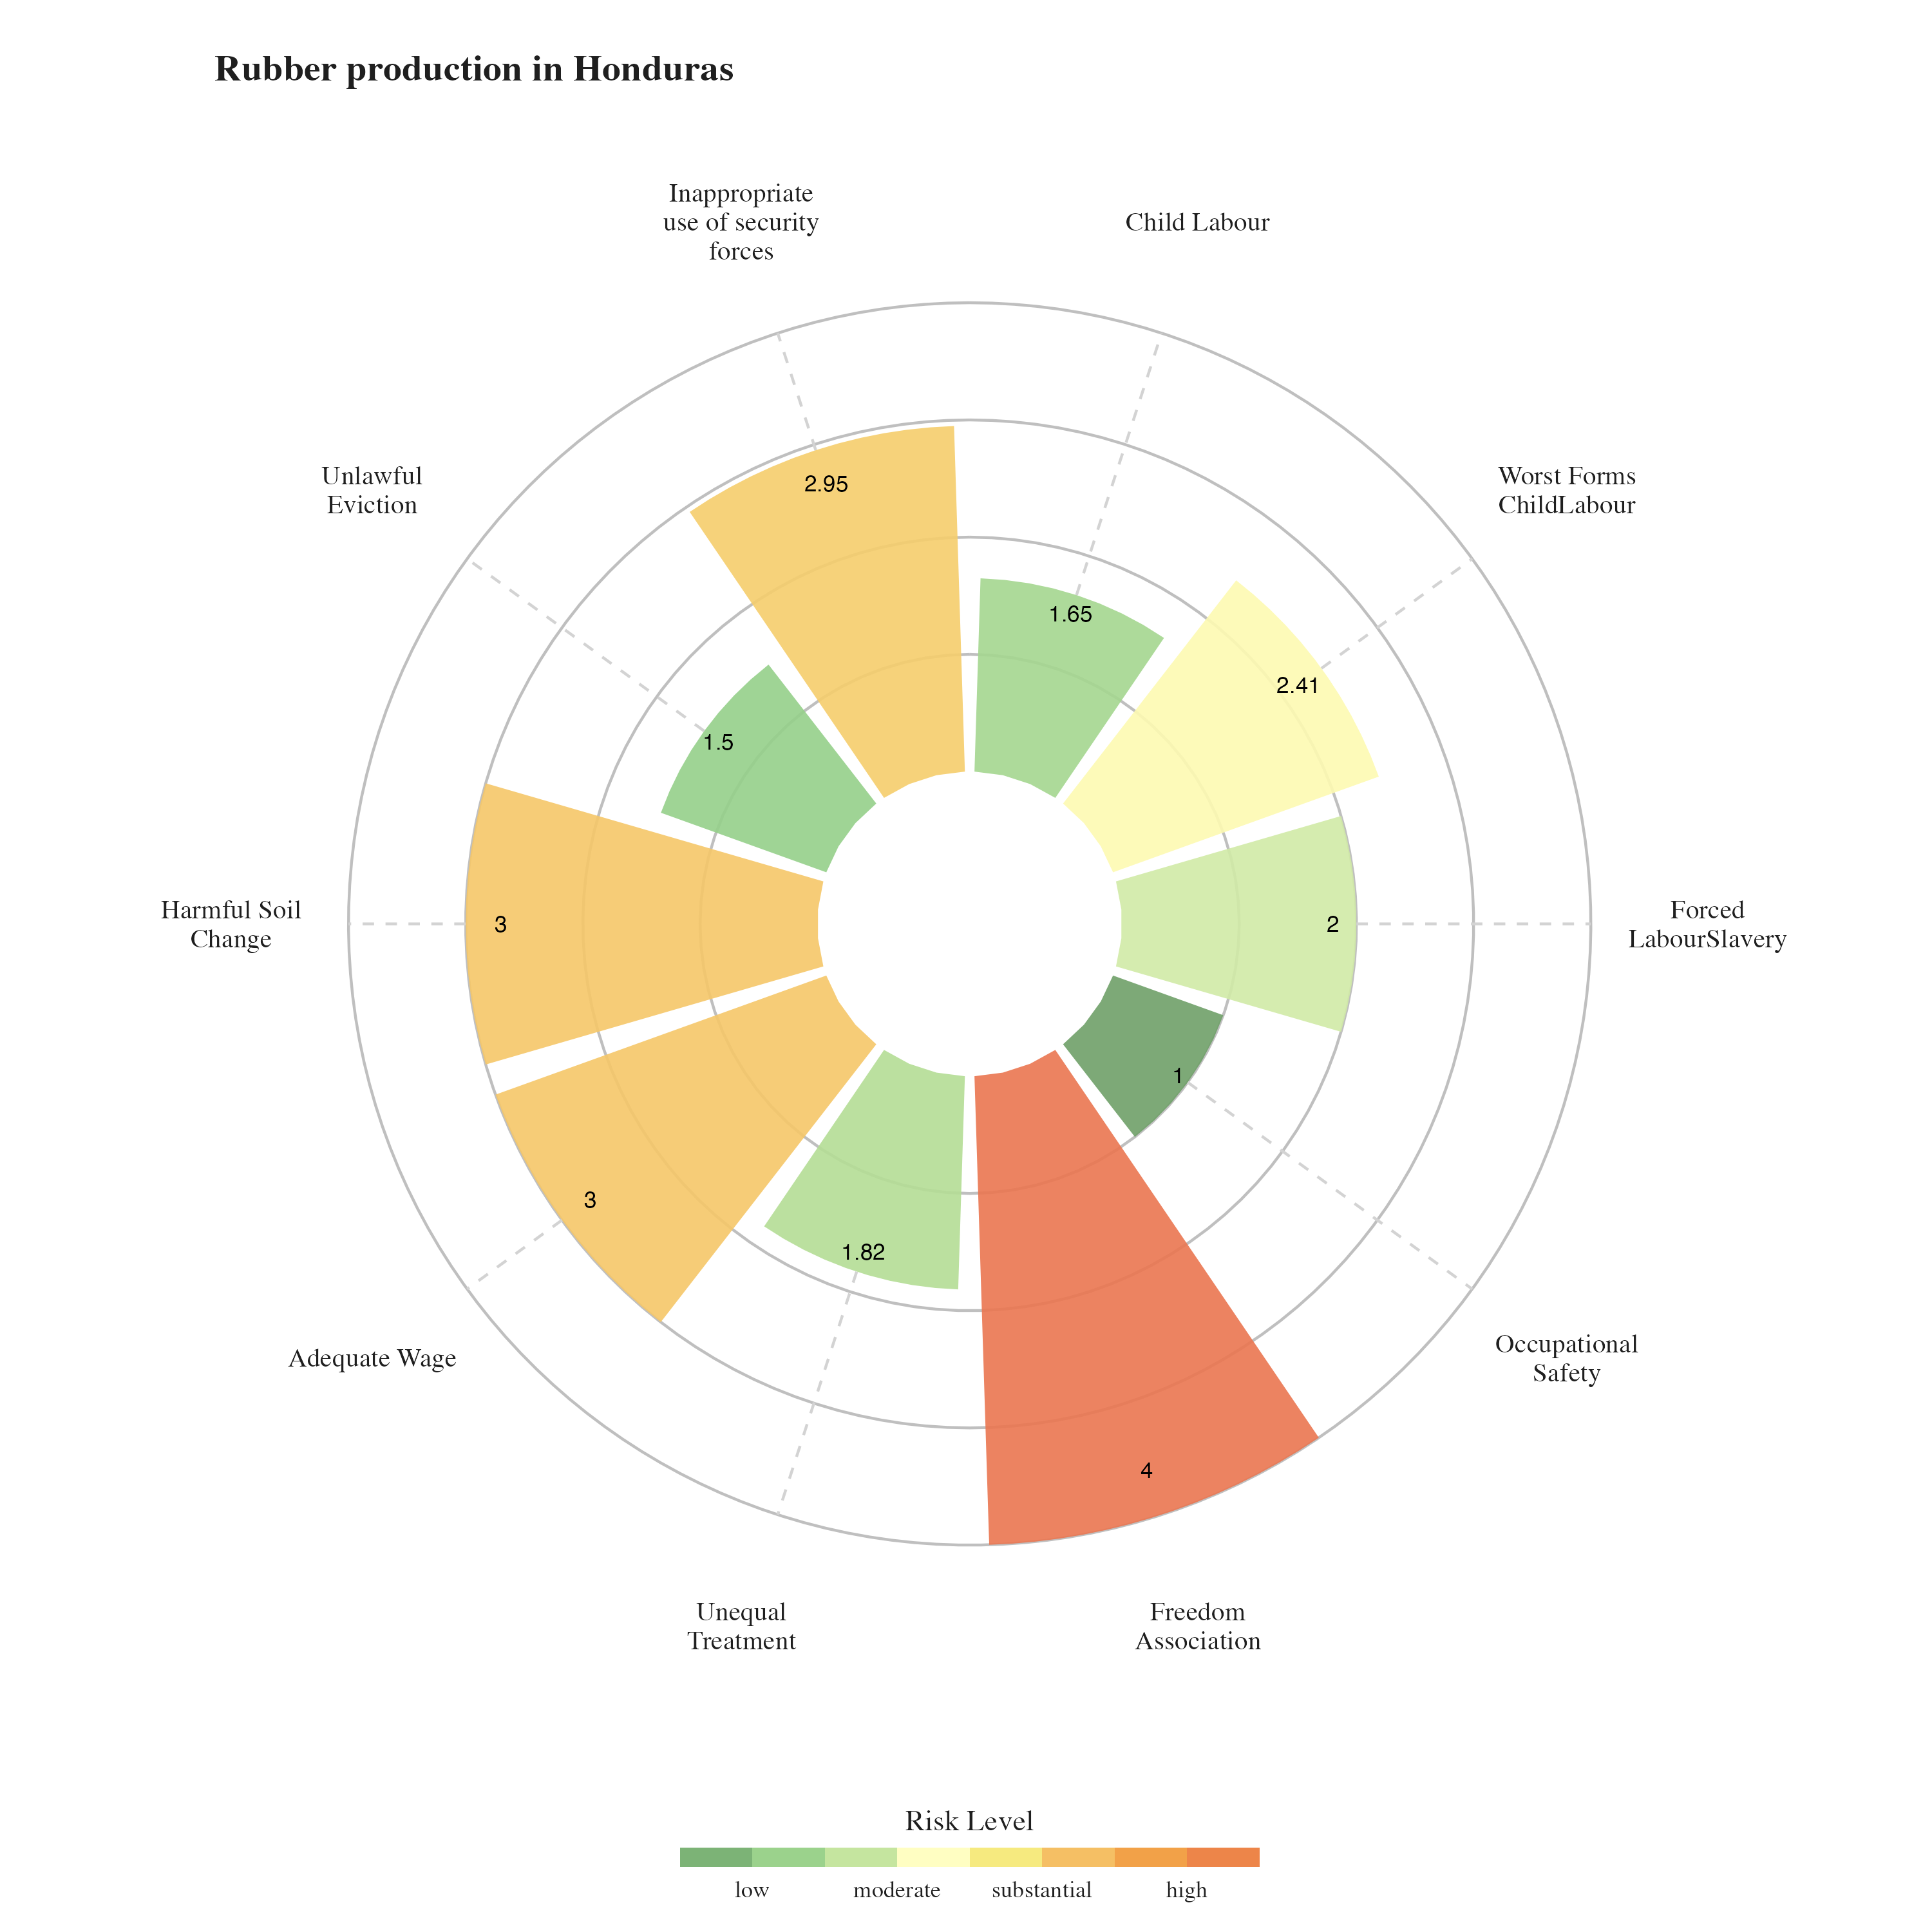 Rubber production in Honduras
Inappropriate
use of security
forces
Child Labour
Unlawful
Eviction
Worst Forms
ChildLabour
2.95
1.65
2.41
1.5
Harmful Soil
Change
3
2
Forced
LabourSlavery
1
3
1.82
Adequate Wage
Occupational
Safety
4
Unequal
Treatment
Freedom
Association
Risk Level
low moderate substantial high